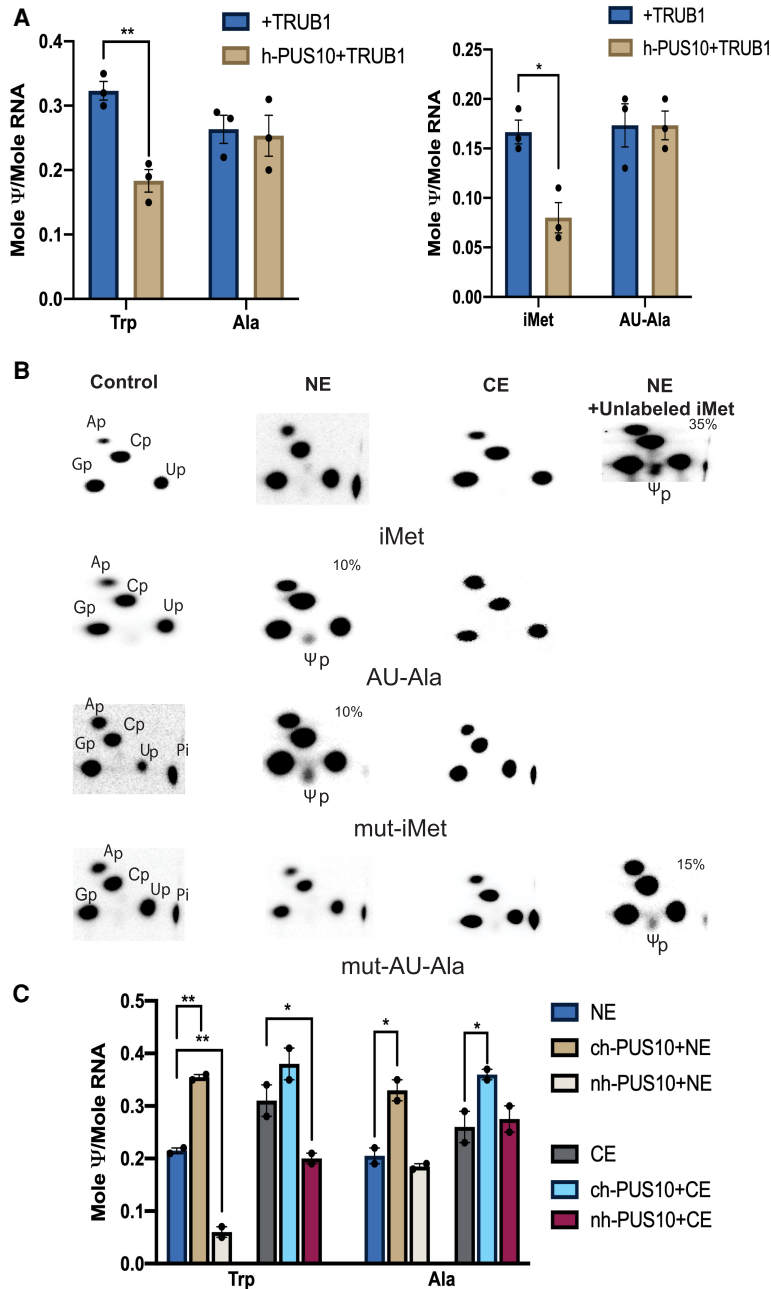 A
+TRUB1
h-PUS10+TRUB1
**
Mole Ψ/Mole RNA
0.4
0.3
0.2
0.1
0.0
Trp Ala
+TRUB1
h-PUS10+TRUB1
*
Mole Ψ/Mole RNA
0.25
0.20
0.15
0.10
0.05
0.00
iMet AU-Ala
B
Control NE CE NE
+Unlabeled iMet
Ap Cp Gp Up
35%
Ψp
iMet
Ap Cp Gp Up
10%
Ψp
AU-Ala
Ap Cp Gp Up Pi
10%
Ψp
mut-iMet
Ap Cp Gp Up Pi
15%
Ψp
mut-AU-Ala
C
Mole Ψ/Mole RNA
0.5
0.4
0.3
0.2
0.1
0.0
**
**
*
*
*
Trp Ala
NE
ch-PUS10+NE
nh-PUS10+NE
CE
ch-PUS10+CE
nh-PUS10+CE